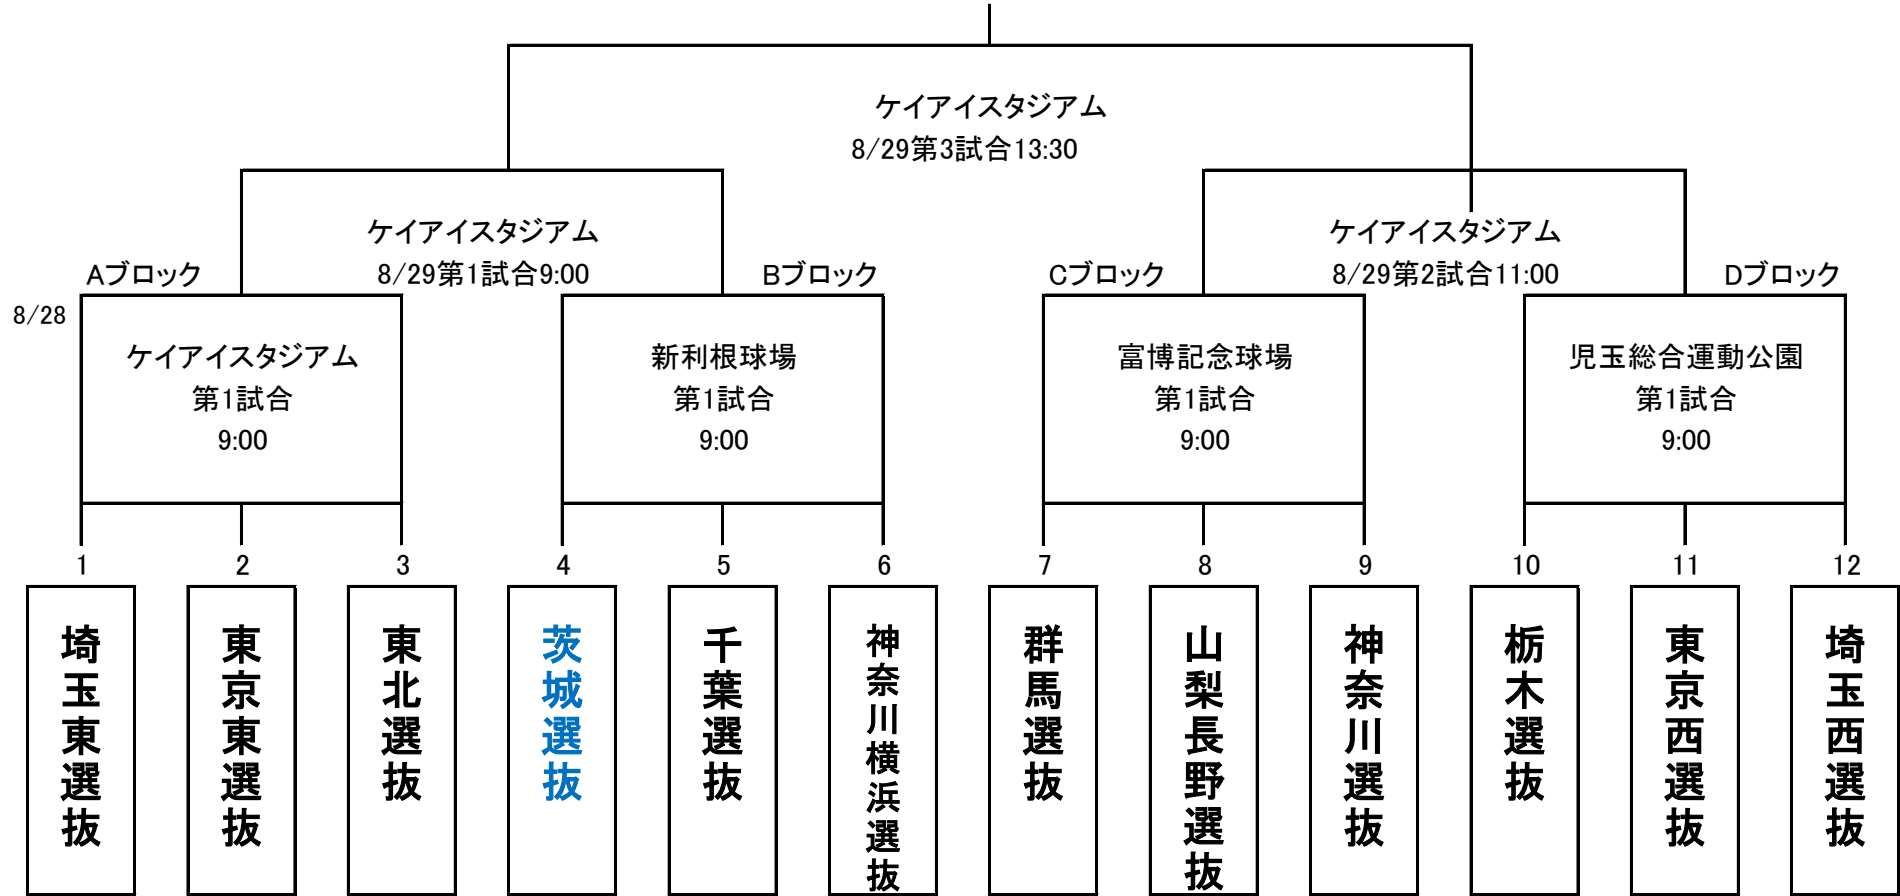 ケイアイスタジアム
8/29第3試合13:30
ケイアイスタジアム
8/29第1試合9:00
ケイアイスタジアム
8/29第2試合11:00
Aブロック
Bブロック
Cブロック
Dブロック
8/28
ケイアイスタジアム
第1試合
9:00
新利根球場
第1試合
9:00
富博記念球場
第1試合
9:00
児玉総合運動公園
第1試合
9:00
1
2
3
4
5
6
7
8
9
10
11
12
埼玉東選抜
東京東選抜
東北選抜
茨城選抜
千葉選抜
神奈川横浜選抜
群馬選抜
山梨長野選抜
神奈川選抜
栃木選抜
東京西選抜
埼玉西選抜